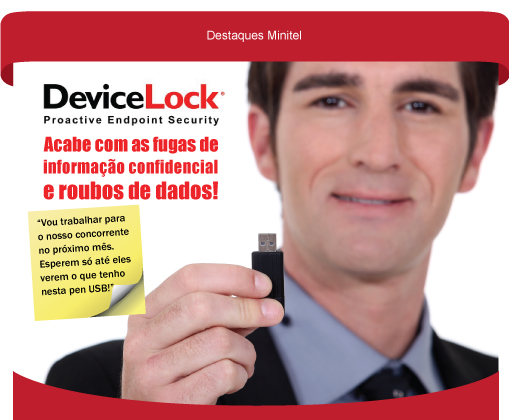 Destaques Minitel
DeviceLock®
Proactive Endpoint Security
Acabe com as fugas de
informação confidencial
e roubos de dados!
"Vou trabalhar para
o nosso concorrente
no próximo mês.
Esperem só até eles
verem o que tenho
nesta pen USB!"